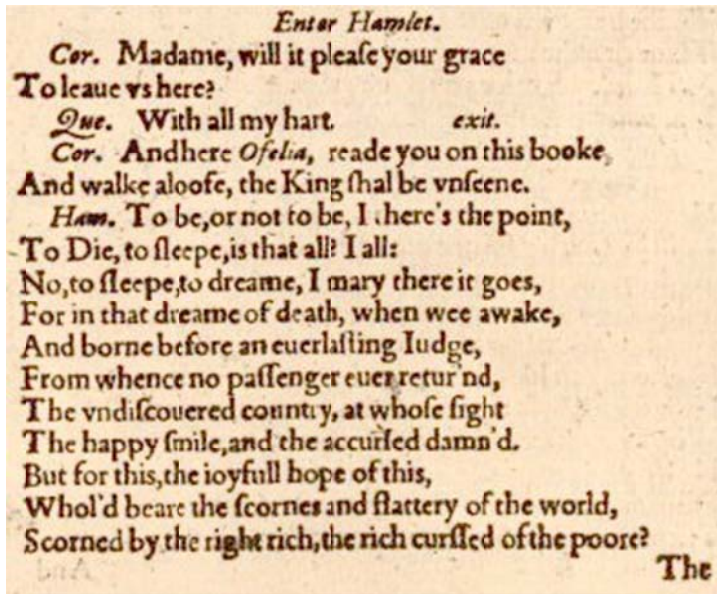 Enter Hamlet.
Cor. Madame, will it pleaſe your grace
To leaue vs here?
Que. With all my hart. exit.
Cor. And here Ofelia, reade you on this booke,
And walke aloofe, the King ſhal be vnſeene.
Ham. To be, or not to be, I there's the point,
To Die, to ſleepe, is that all? I all:
No, to ſleepe, to dreame, I mary there it goes,
For in that dreame of death, when wee awake,
And borne before an euerlaſting Iudge,
From whence no paſſenger euer retur'nd,
The vndiſcouered country, at whoſe ſight
The happy ſmile, and the accurſed damn'd.
But for this, the ioyfull hope of this,
Whol'd beare the ſcornes and flattery of the world,
Scorned by the right rich, the rich curſſed of the poore?
The